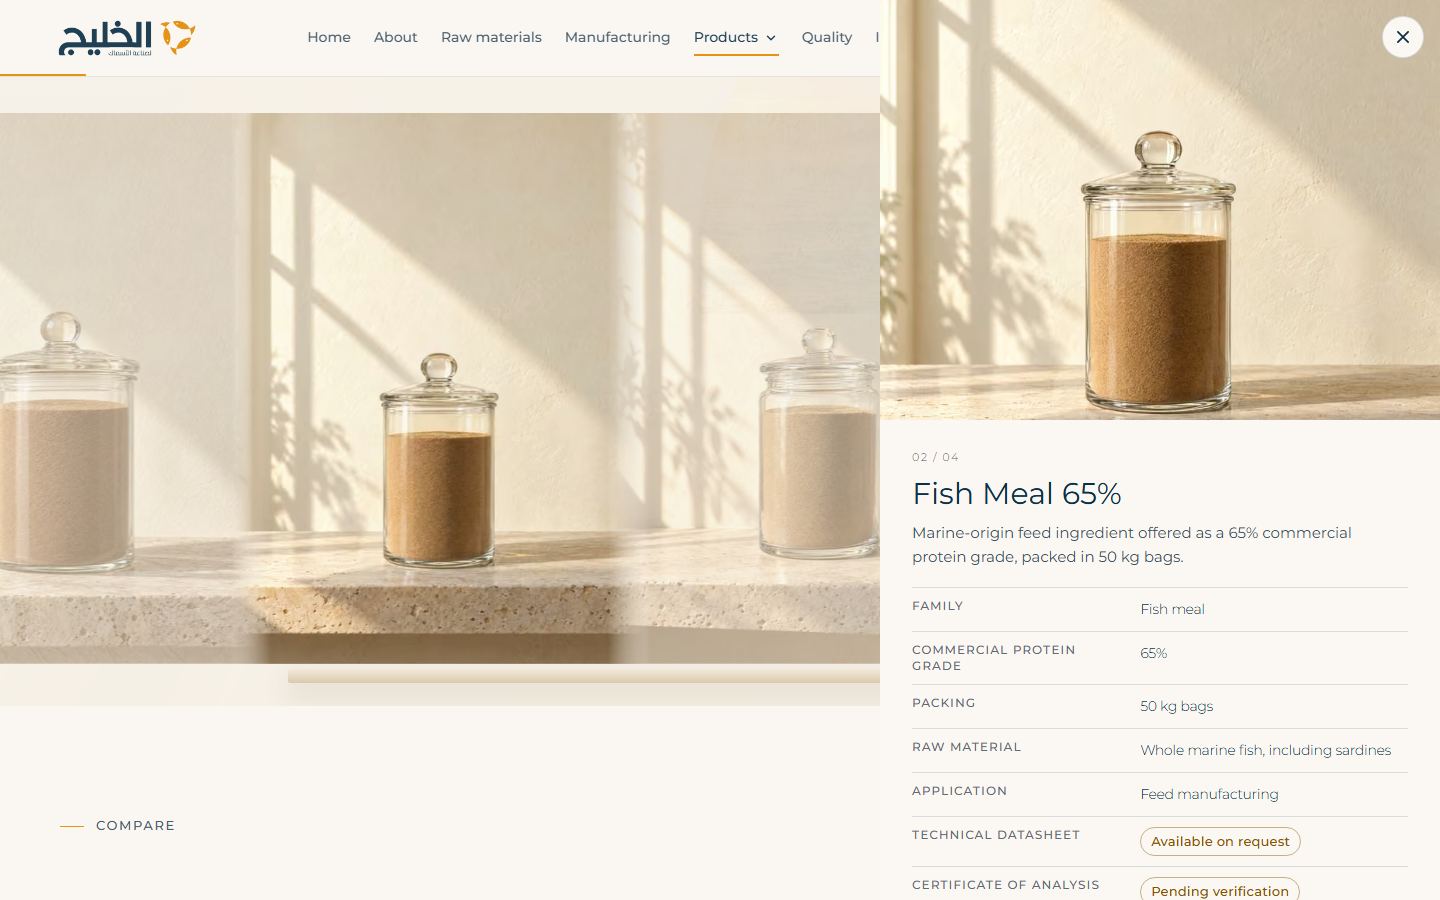 الخليج
لصناعة الأسماك
Home
About
Raw materials
Manufacturing
Products
Quality
02 / 04
Fish Meal 65%
Marine-origin feed ingredient offered as a 65% commercial
protein grade, packed in 50 kg bags.
FAMILY
Fish meal
COMMERCIAL PROTEIN
GRADE
65%
PACKING
50 kg bags
RAW MATERIAL
Whole marine fish, including sardines
APPLICATION
Feed manufacturing
TECHNICAL DATASHEET
Available on request
CERTIFICATE OF ANALYSIS
Pending verification
COMPARE